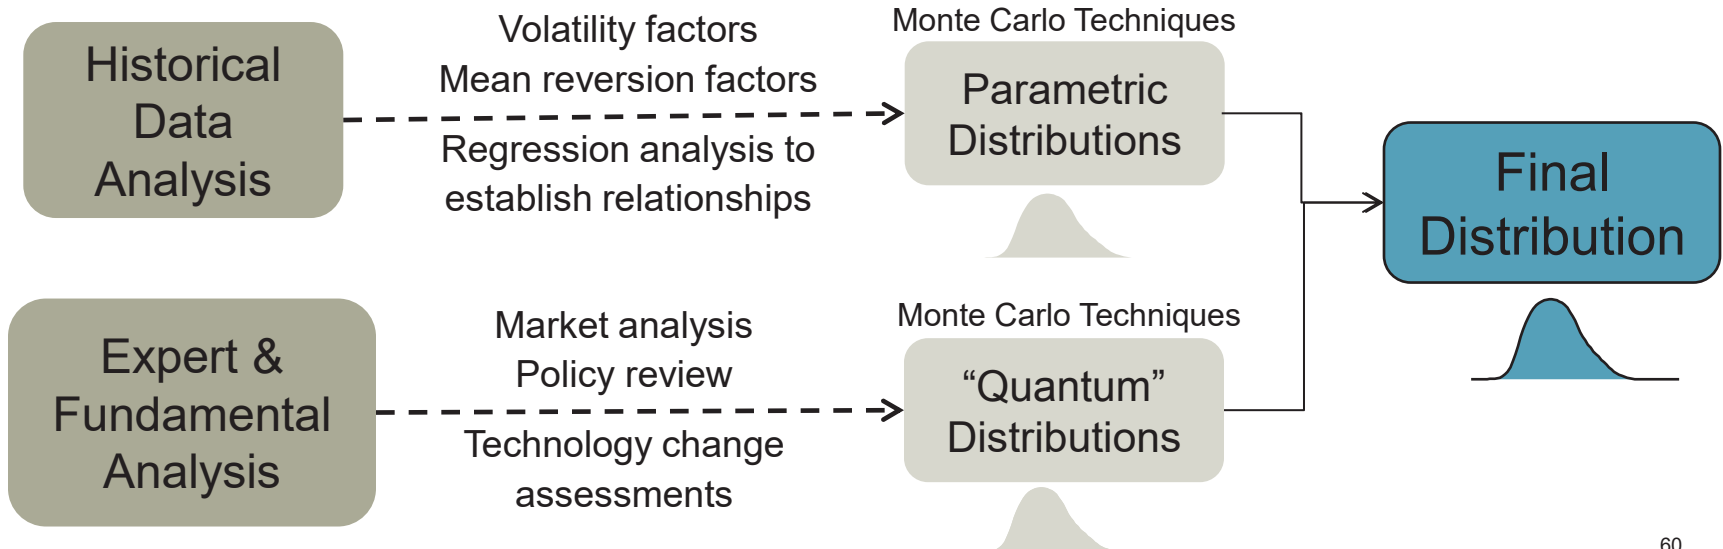 Historical
Data
Analysis
Volatility factors
Mean reversion factors
Regression analysis to
establish relationships
Monte Carlo Techniques
Parametric
Distributions
Expert &
Fundamental
Analysis
Market analysis
Policy review
Technology change
assessments
Monte Carlo Techniques
“Quantum”
Distributions
Final
Distribution
60